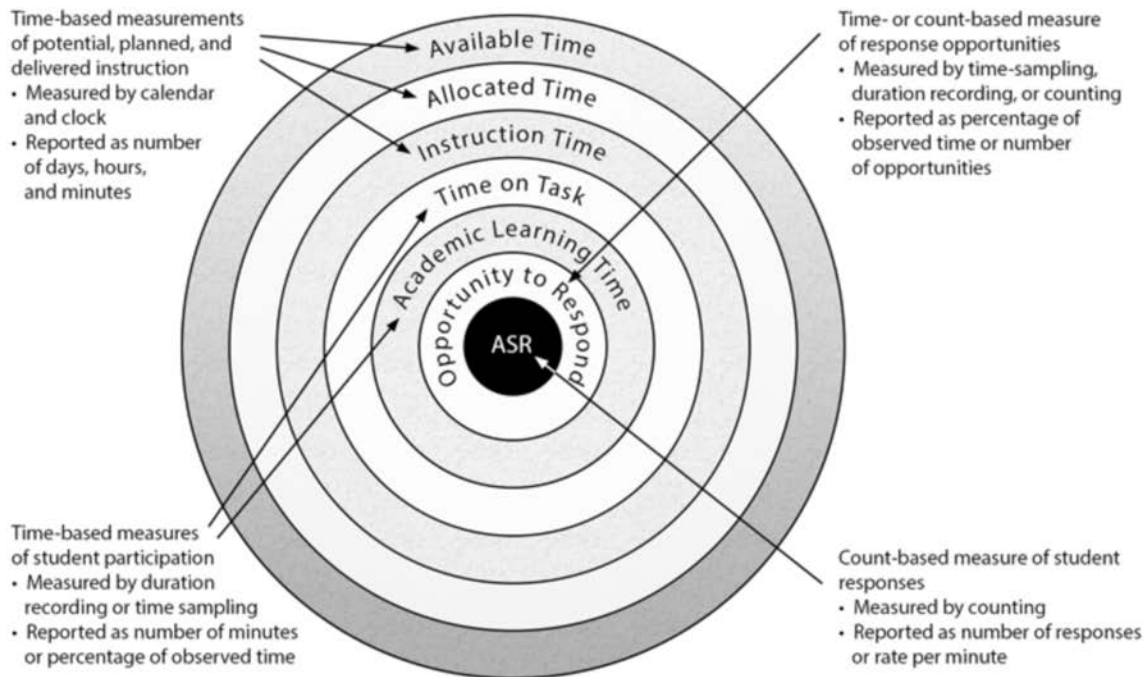 Time-based measurements
of potential, planned, and
delivered instruction
• Measured by calendar
and clock
• Reported as number
of days, hours,
and minutes
Time- or count-based measure
of response opportunities
• Measured by time-sampling,
duration recording, or counting
• Reported as percentage of
observed time or number
of opportunities
Available Time
Allocated Time
Instruction Time
Time on Task
Academic Learning Time
Opportunity to Respond
ASR
Time-based measures
of student participation
• Measured by duration
recording or time sampling
• Reported as number of minutes
or percentage of observed time
Count-based measure of student
responses
• Measured by counting
• Reported as number of responses
or rate per minute